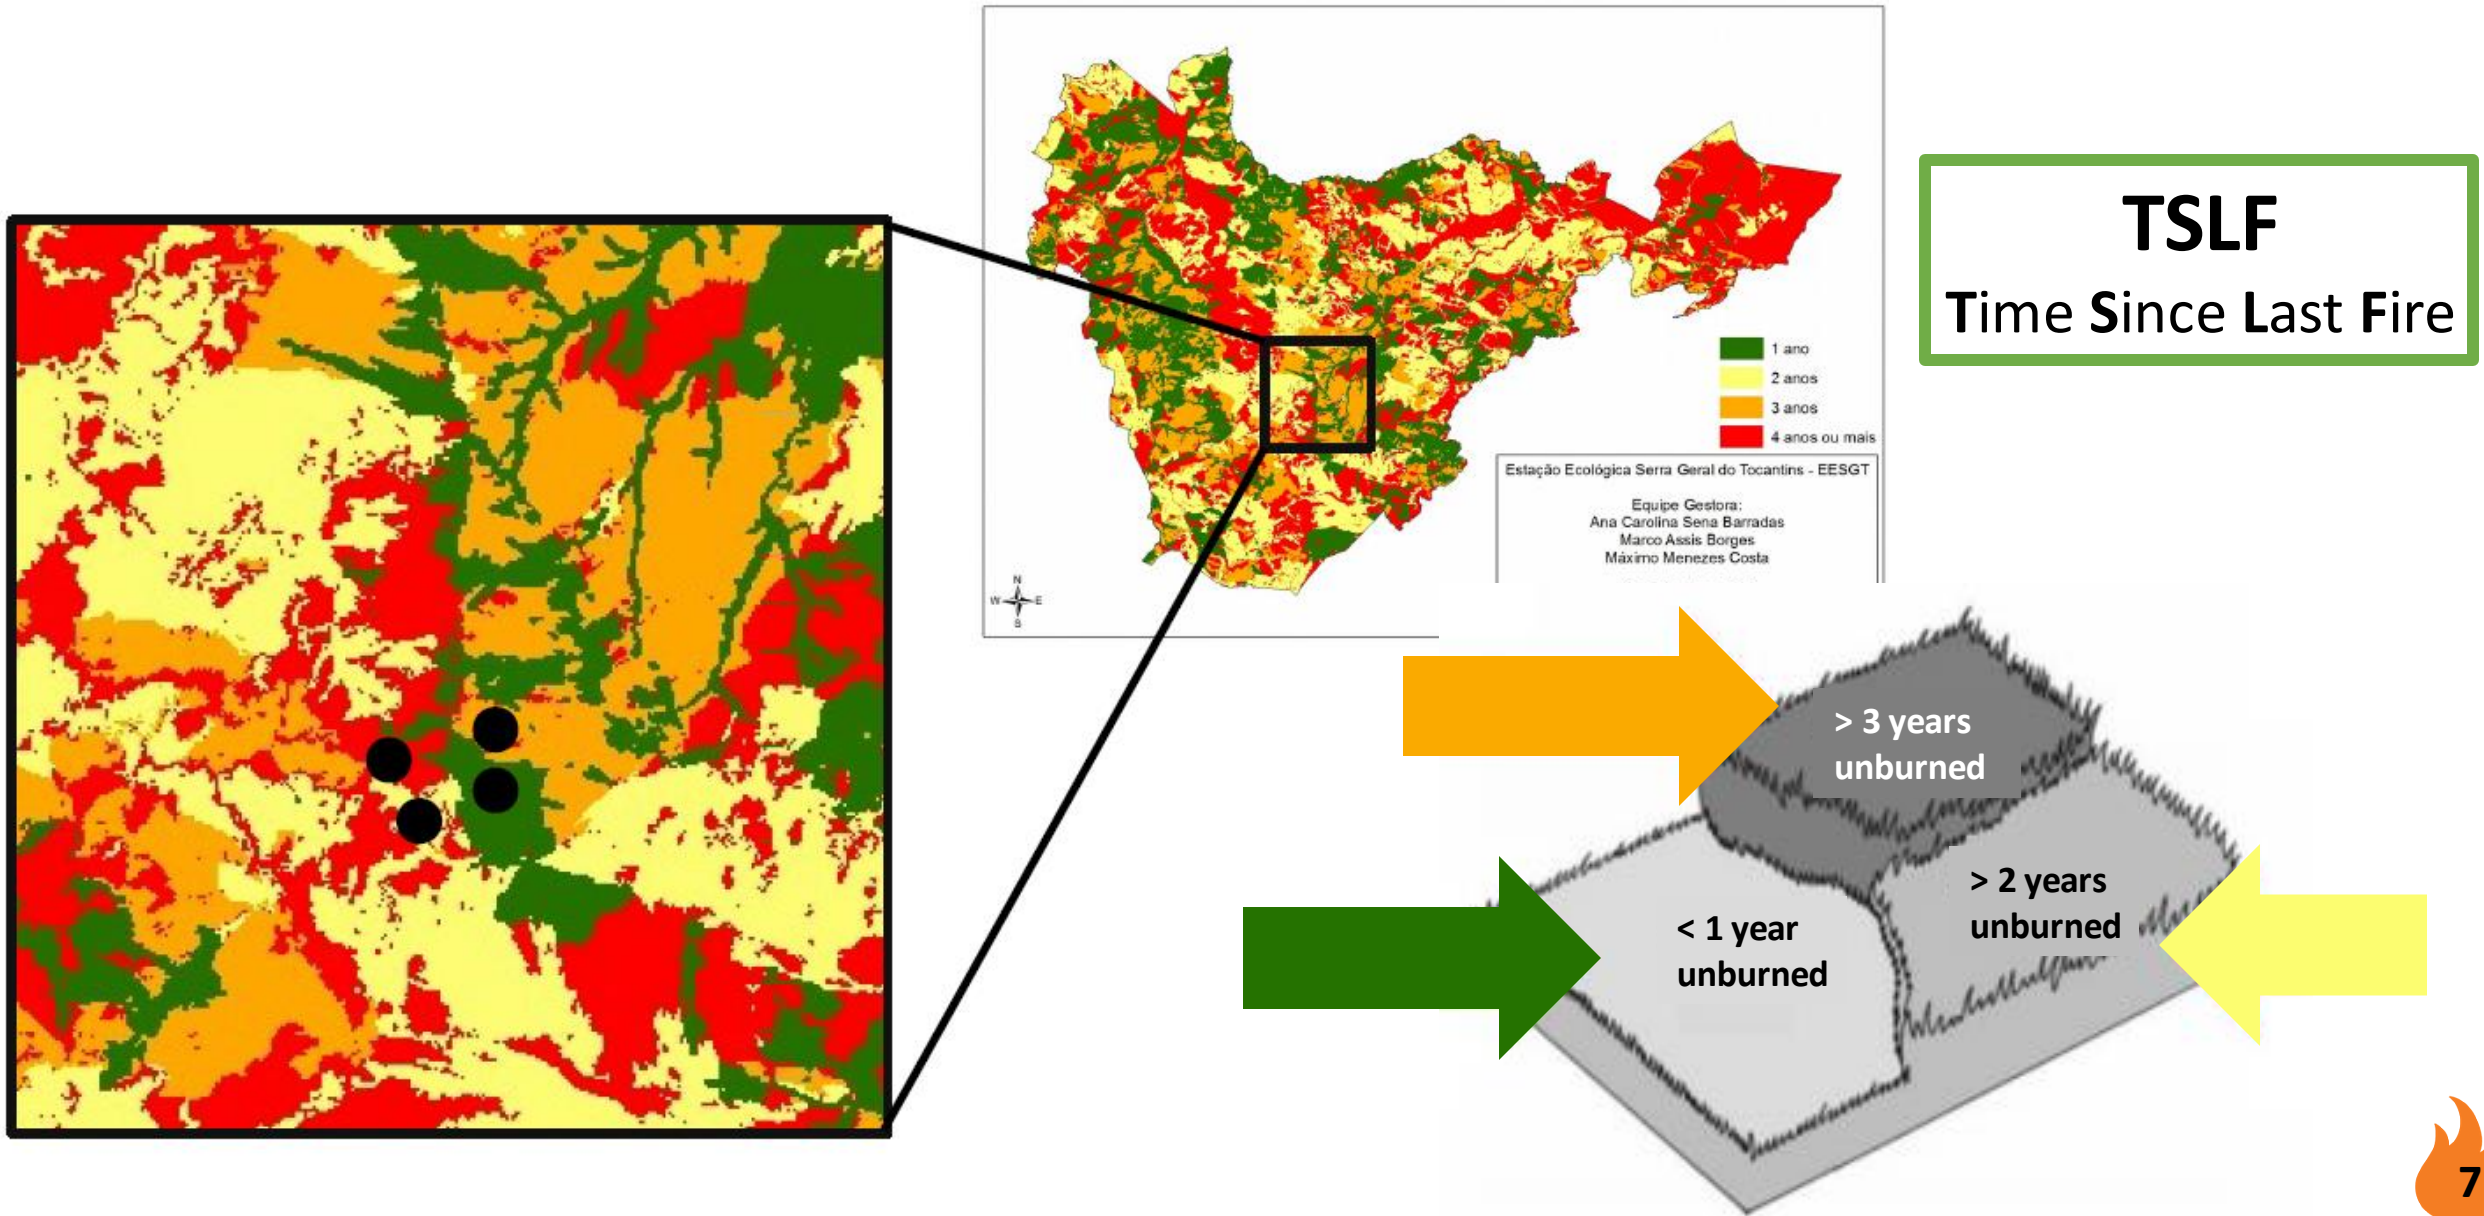 TSLF
Time Since Last Fire
1 ano
2 anos
3 anos
4 anos ou mais
Estação Ecológica Serra Geral do Tocantins - EESGT
Equipe Gestora:
Ana Carolina Sena Barradas
Marco Assis Borges
Máximo Menezes Costa
N
W E
S
> 3 years
unburned
> 2 years
unburned
< 1 year
unburned
7